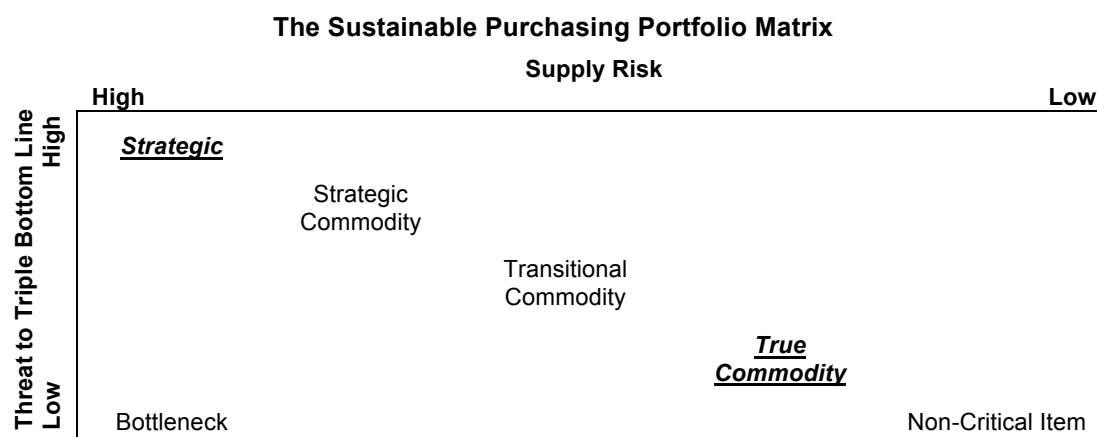 The Sustainable Purchasing Portfolio Matrix
Supply Risk
High Low
Threat to Triple Bottom Line
High
Low
Strategic
Strategic
Commodity
Transitional
Commodity
True
Commodity
Bottleneck Non-Critical Item